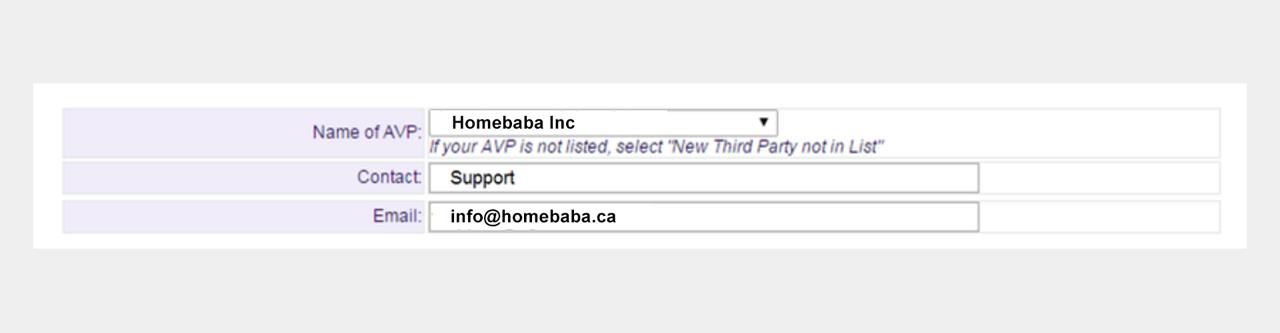 Name of AVP: Homebaba Inc ▼
If your AVP is not listed, select "New Third Party not in List"
Contact: Support
Email: info@homebaba.ca